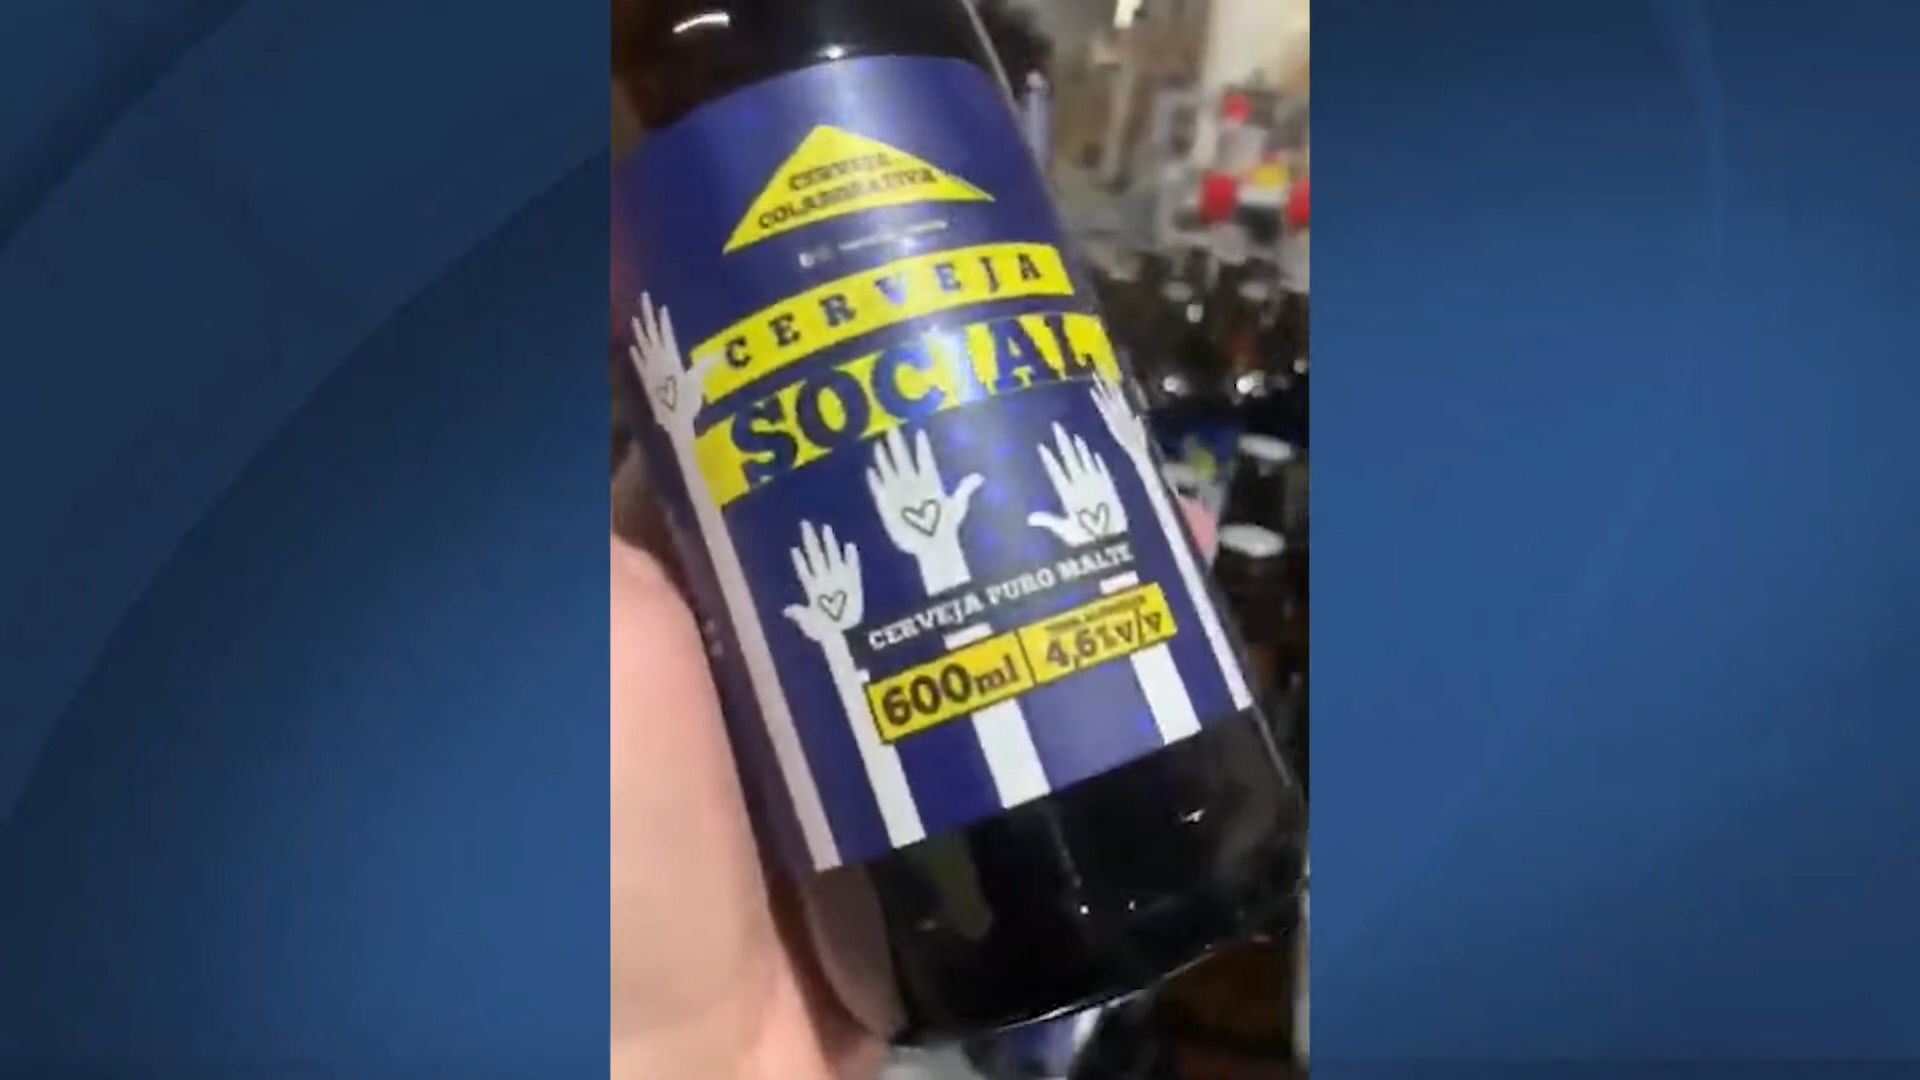 CERVEJA
COLABORATIVA
CERVEJA
SOCIAL
CERVEJA PURO MALTE
600ml
4,6%v/v